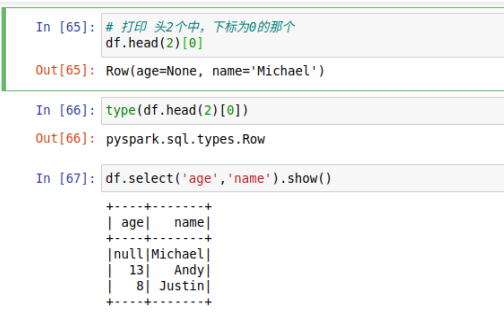 In [65]: # 打印 头2个中，下标为0的那个
df.head(2)[0]
Out[65]: Row(age=None, name='Michael')
In [66]: type(df.head(2)[0])
Out[66]: pyspark.sql.types.Row
In [67]: df.select('age','name').show()
+----+-------+
| age|   name|
+----+-------+
|null|Michael|
|  13|   Andy|
|   8| Justin|
+----+-------+